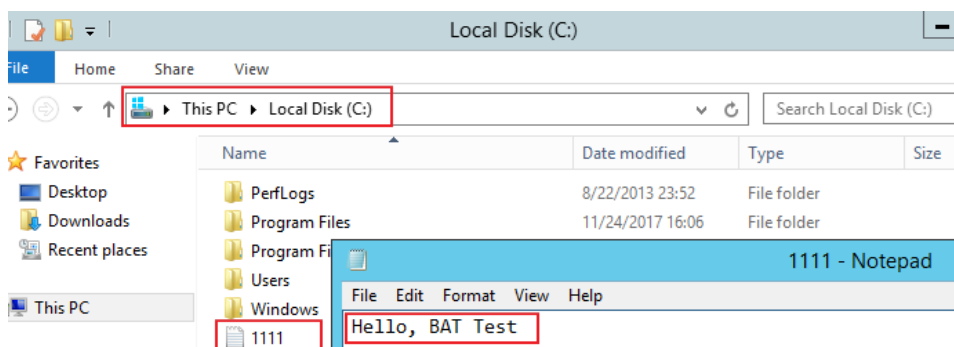 Local Disk (C:)
File Home Share View
This PC Local Disk (C:) Search Local Disk (C:)
Favorites
Desktop
Downloads
Recent places
This PC
Name Date modified Type Size
PerfLogs 8/22/2013 23:52 File folder
Program Files 11/24/2017 16:06 File folder
Program Fi
Users
Windows
1111
1111 - Notepad
File Edit Format View Help
Hello, BAT Test